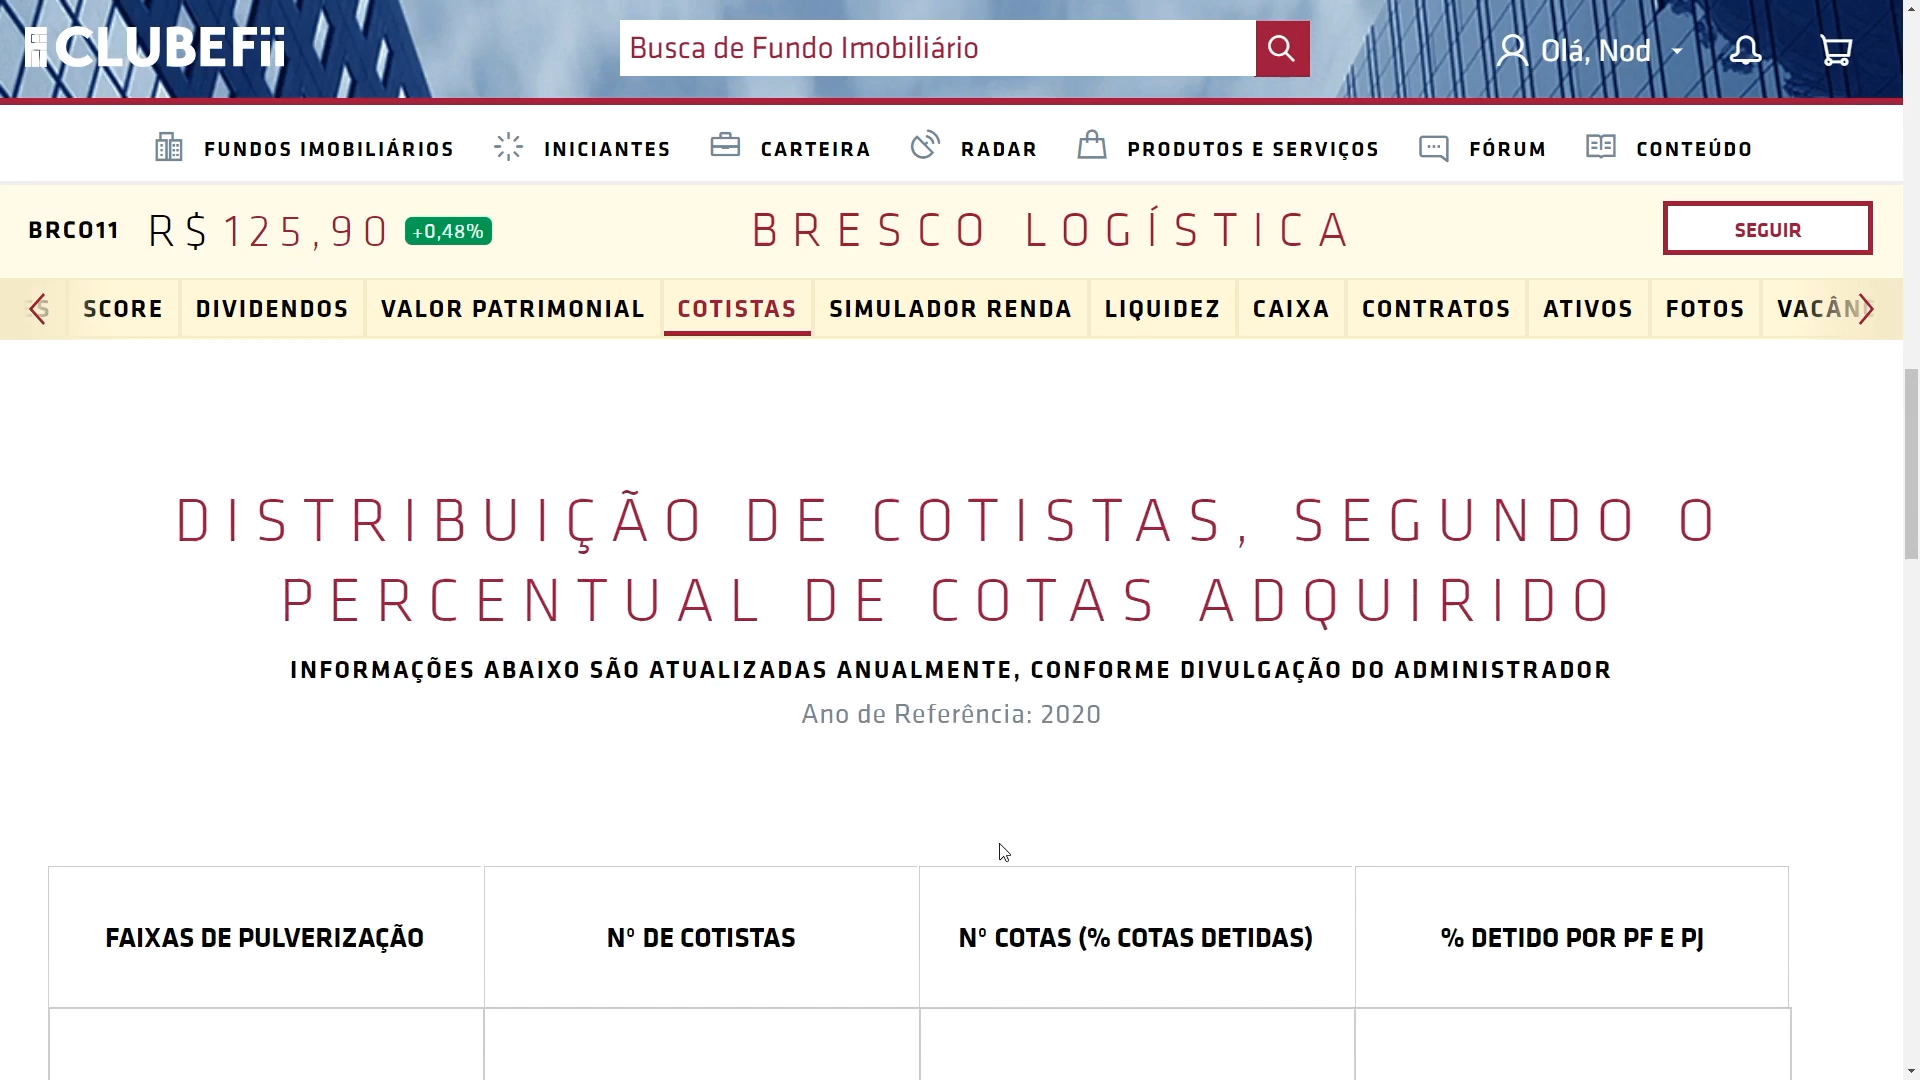 CLUBEFii
Busca de Fundo Imobiliário
Olá, Nod
FUNDOS IMOBILIÁRIOS
INICIANTES
CARTEIRA
RADAR
PRODUTOS E SERVIÇOS
FÓRUM
CONTEÚDO
BRCO11 R$ 125,90 +0,48%
BRESCO LOGÍSTICA
SEGUIR
SCORE
DIVIDENDOS
VALOR PATRIMONIAL
COTISTAS
SIMULADOR RENDA
LIQUIDEZ
CAIXA
CONTRATOS
ATIVOS
FOTOS
DISTRIBUIÇÃO DE COTISTAS, SEGUNDO O
PERCENTUAL DE COTAS ADQUIRIDO
INFORMAÇÕES ABAIXO SÃO ATUALIZADAS ANUALMENTE, CONFORME DIVULGAÇÃO DO ADMINISTRADOR
Ano de Referência: 2020
FAIXAS DE PULVERIZAÇÃO
Nº DE COTISTAS
Nº COTAS (% COTAS DETIDAS)
% DETIDO POR PF E PJ